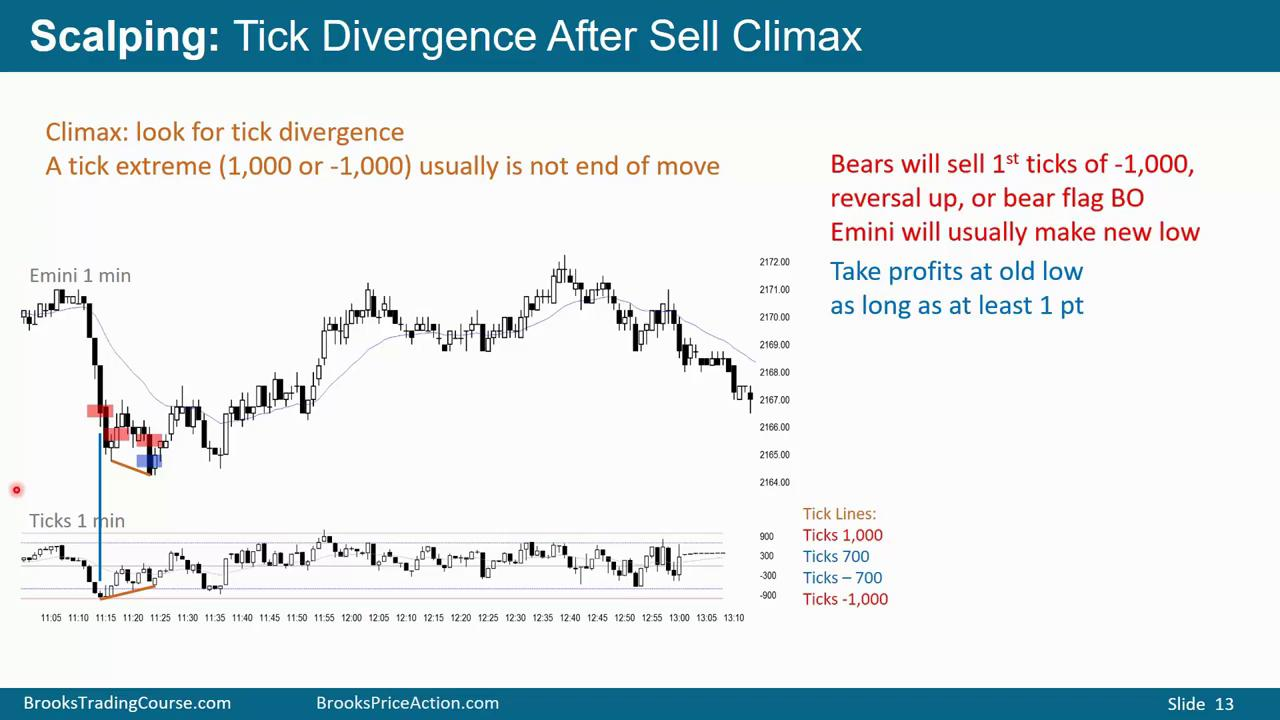 Scalping: Tick Divergence After Sell Climax
Climax: look for tick divergence
A tick extreme (1,000 or -1,000) usually is not end of move
Bears will sell 1st ticks of -1,000,
reversal up, or bear flag BO
Emini will usually make new low
Take profits at old low
as long as at least 1 pt
Emini 1 min
2172.00
2171.00
2170.00
2169.00
2168.00
2167.00
2166.00
2165.00
2164.00
Ticks 1 min
900
300
-300
-900
Tick Lines:
Ticks 1,000
Ticks 700
Ticks – 700
Ticks -1,000
11:05 11:10 11:15 11:20 11:25 11:30 11:35 11:40 11:45 11:50 11:55 12:00 12:05 12:10 12:15 12:20 12:25 12:30 12:35 12:40 12:45 12:50 12:55 13:00 13:05 13:10
BrooksTradingCourse.com
BrooksPriceAction.com
Slide 13